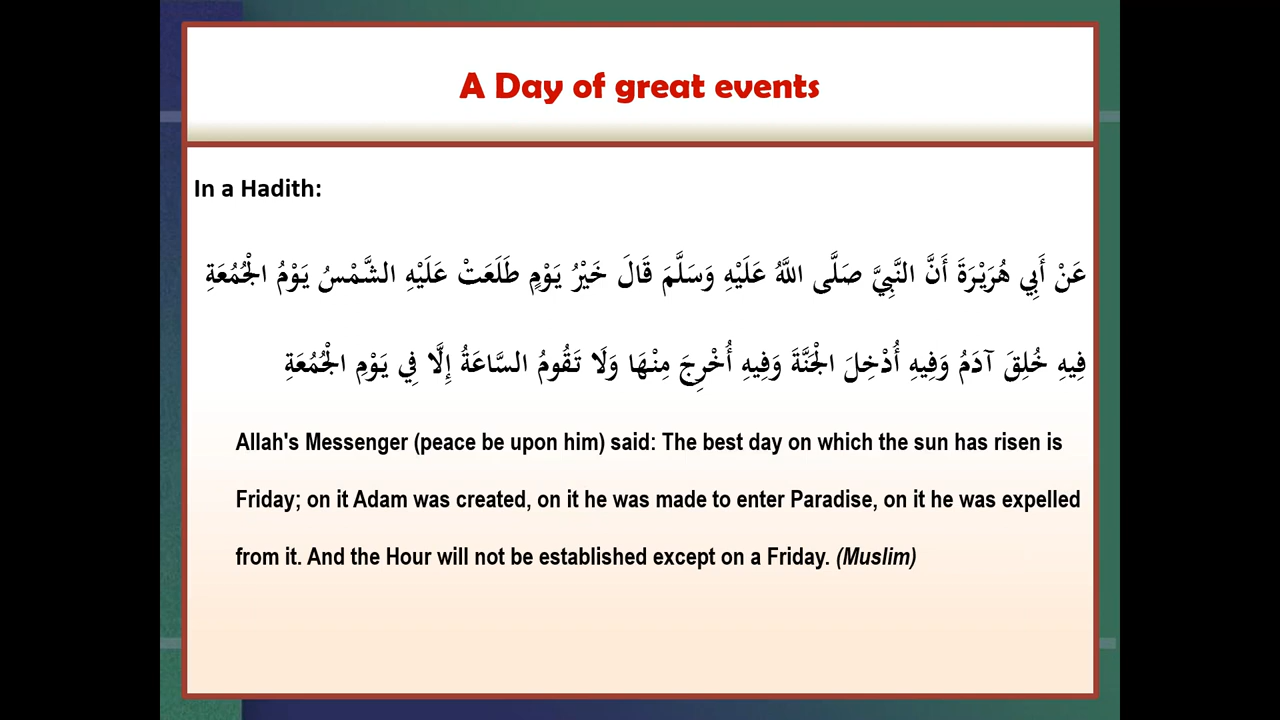 A Day of great events
In a Hadith:
عَنْ أَبِي هُرَيْرَةَ أَنَّ النَّبِيَّ صَلَّى اللَّهُ عَلَيْهِ وَسَلَّمَ قَالَ خَيْرُ يَوْمٍ طَلَعَتْ عَلَيْهِ الشَّمْسُ يَوْمُ الْجُمُعَةِ
فِيهِ خُلِقَ آدَمُ وَفِيهِ أُدْخِلَ الْجَنَّةَ وَفِيهِ أُخْرِجَ مِنْهَا وَلَا تَقُومُ السَّاعَةُ إِلَّا فِي يَوْمِ الْجُمُعَةِ
Allah's Messenger (peace be upon him) said: The best day on which the sun has risen is
Friday; on it Adam was created, on it he was made to enter Paradise, on it he was expelled
from it. And the Hour will not be established except on a Friday. (Muslim)